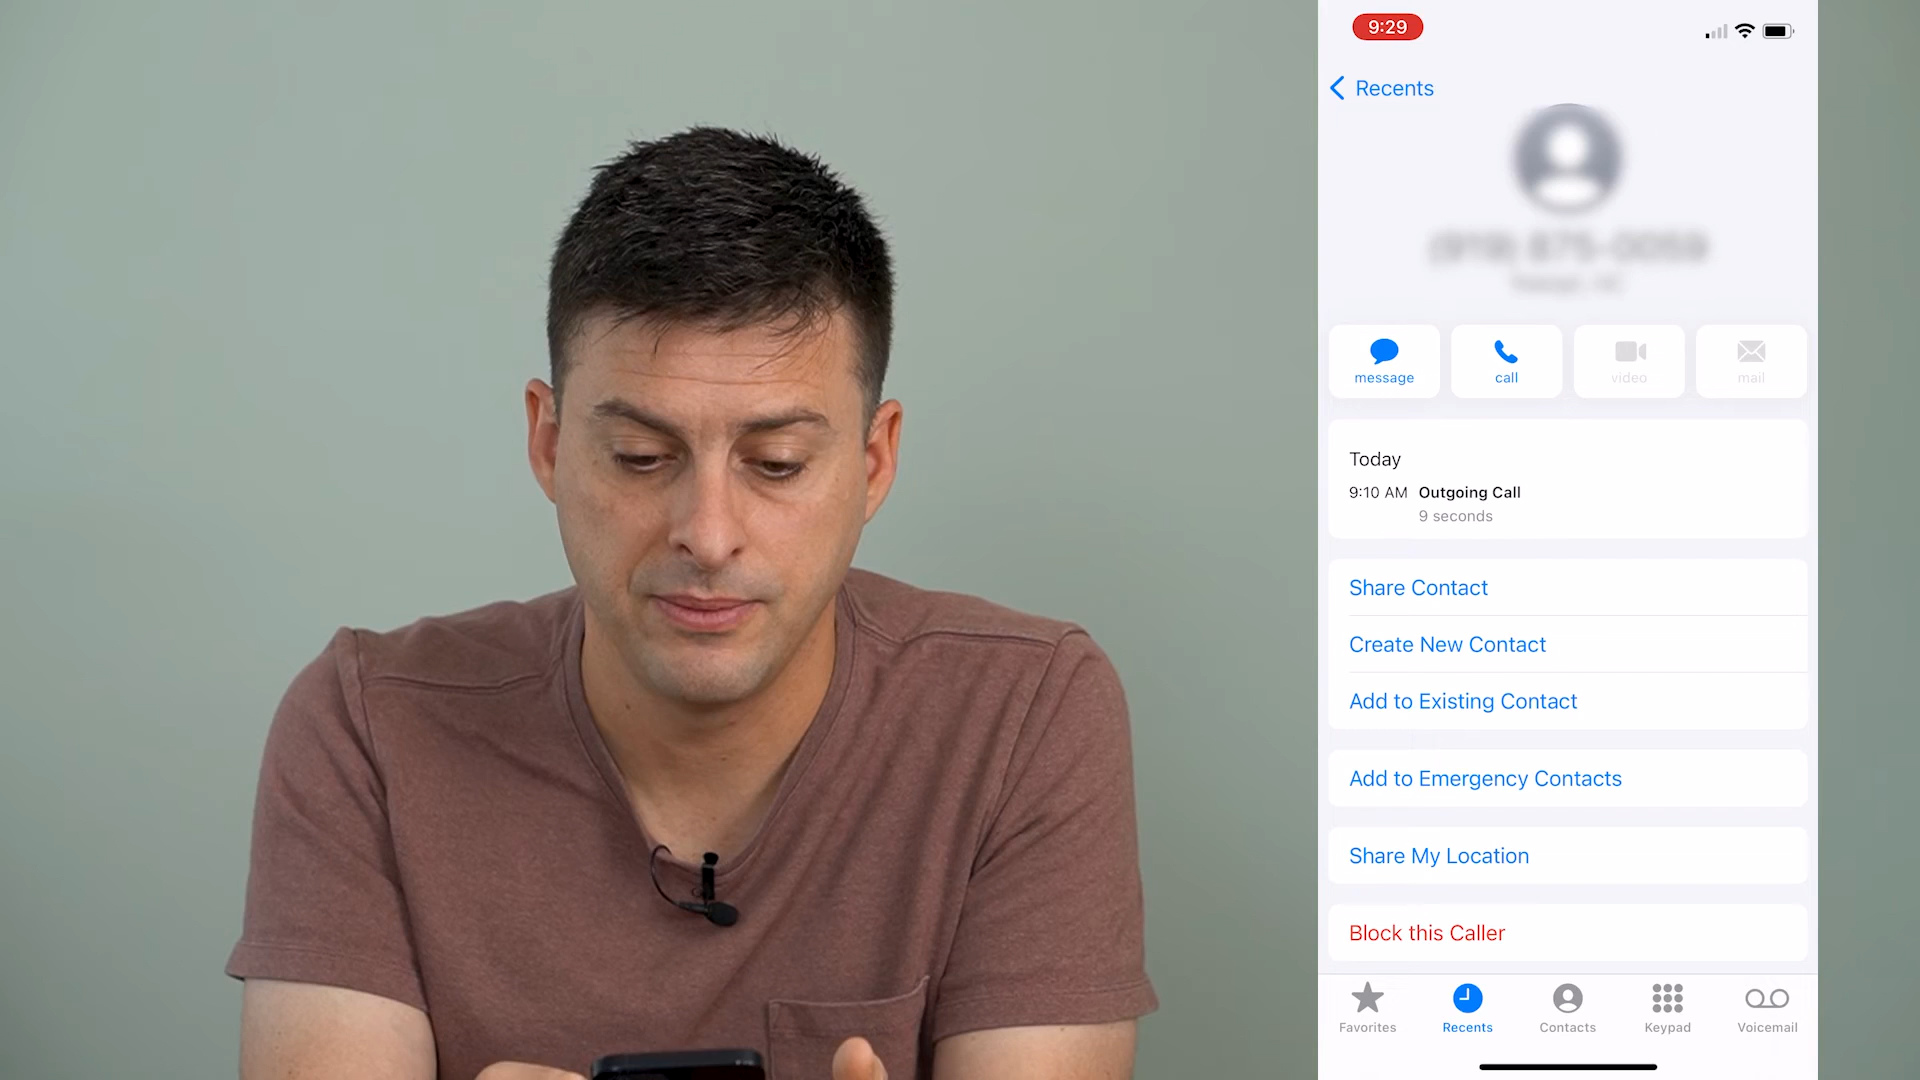 9:29
Recents
message
call
video
mail
Today
9:10 AM Outgoing Call
9 seconds
Share Contact
Create New Contact
Add to Existing Contact
Add to Emergency Contacts
Share My Location
Block this Caller
Favorites
Recents
Contacts
Keypad
Voicemail